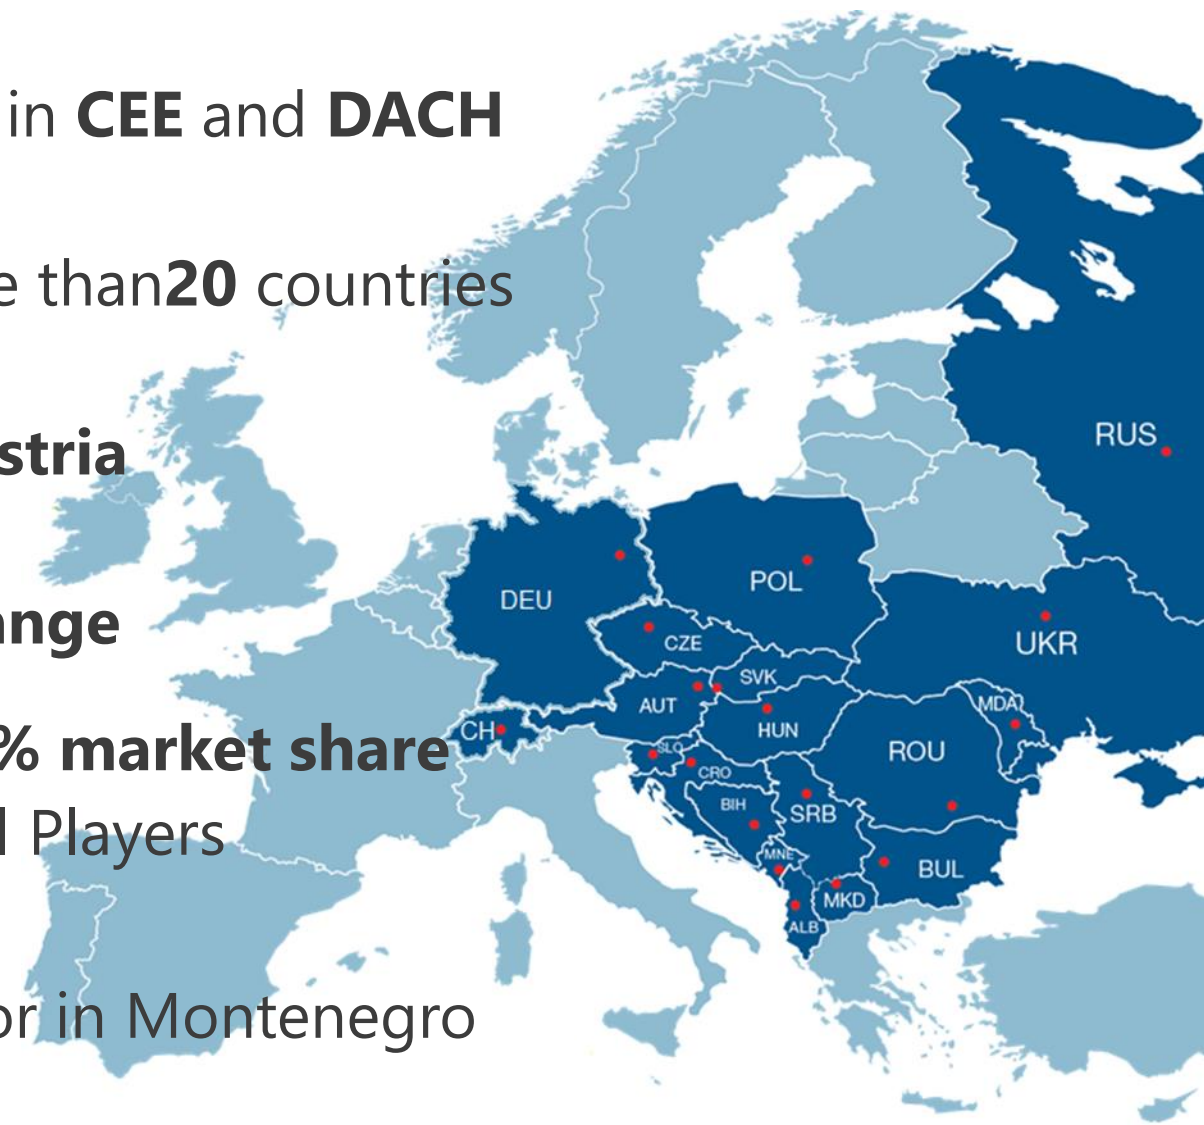 in CEE and DACH
e than20 countries
stria
ange
% market share
l Players
or in Montenegro
RUS
DEU
POL
UKR
CZE
SVK
AUT
MDA
HUN
CH
ROU
SLO
CRO
BIH
SRB
MNE
BUL
MKD
ALB